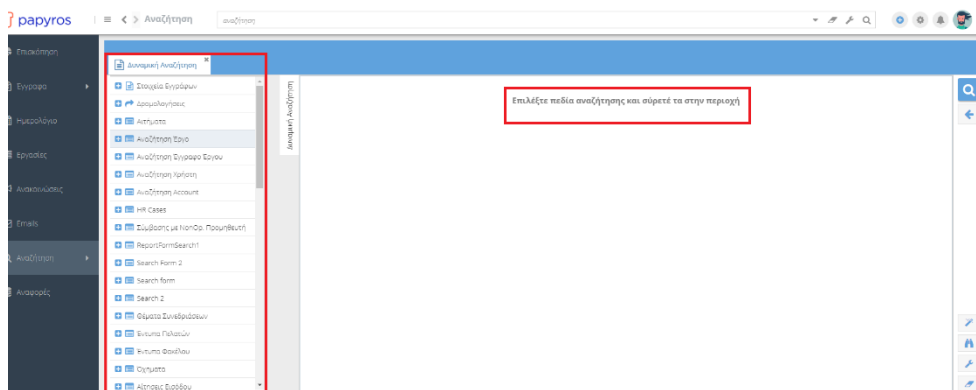 papyros
Αναζήτηση
αναζήτηση
Επισκόπηση
Έγγραφο
Ημερολόγιο
Εργασίες
Ανακοινώσεις
Emails
Αναζήτηση
Αναφορές
Δυναμική Αναζήτηση
Στοιχεία Εγγράφων
Δρομολογήσεις
Αιτήματα
Αναζήτηση Έργο
Αναζήτηση Έγγραφο Έργου
Αναζήτηση Χρήστη
Αναζήτηση Account
HR Cases
Σύμβασης με NonOp. Προμηθευτή
ReportFormSearch1
Search Form 2
Search form
Search 2
Θέματα Συνεδριάσεων
Έντυπα Πελατών
Έντυπα Φακέλου
Οχήματα
Αιτήσεις Εισόδου
Δυναμική Αναζήτηση
Επιλέξτε πεδία αναζήτησης και σύρετέ τα στην περιοχή